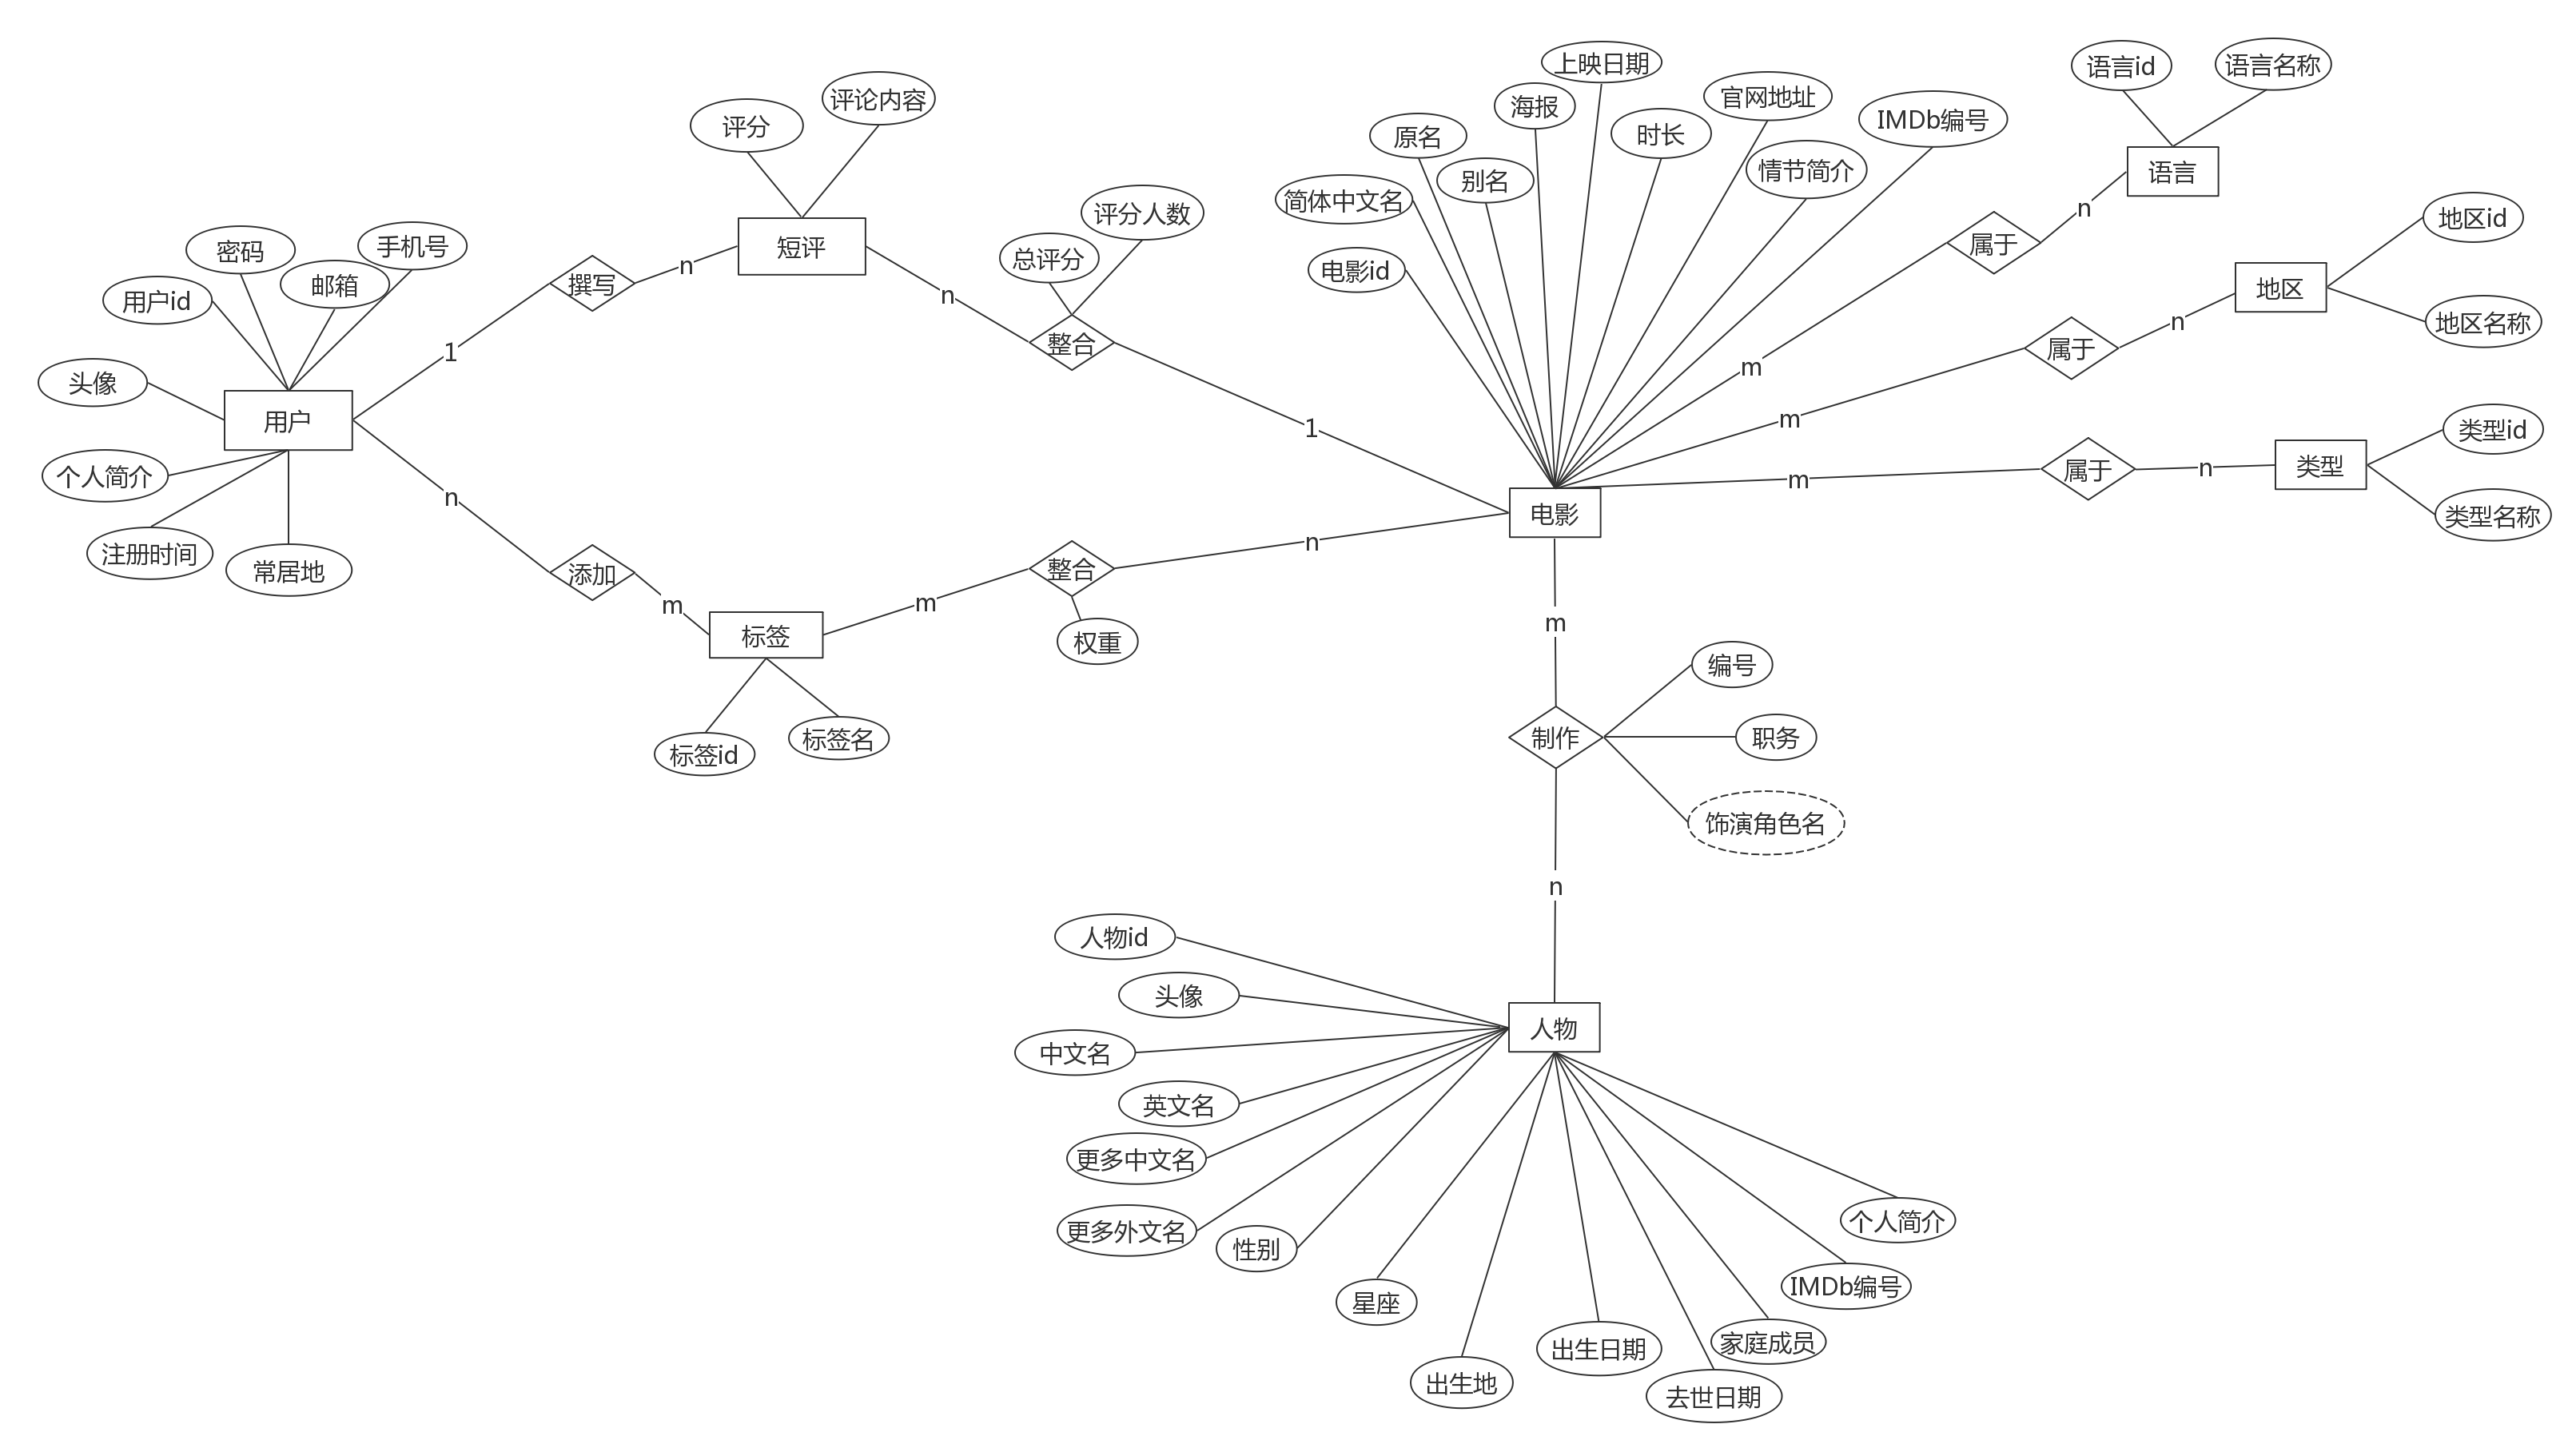 上映日期
语言id
语言名称
评分
评论内容
原名
海报
时长
官网地址
IMDb编号
简体中文名
别名
情节简介
语言
n
属于
地区id
地区
地区名称
n
属于
m
m
电影id
密码
手机号
邮箱
用户id
头像
用户
个人简介
注册时间
常居地
1
撰写
n
短评
n
总评分
评分人数
整合
1
类型id
类型
类型名称
n
属于
m
电影
n
添加
m
标签
标签id
标签名
m
整合
权重
n
m
制作
编号
职务
饰演角色名
n
人物
人物id
头像
中文名
英文名
更多中文名
更多外文名
性别
星座
出生地
出生日期
去世日期
家庭成员
IMDb编号
个人简介